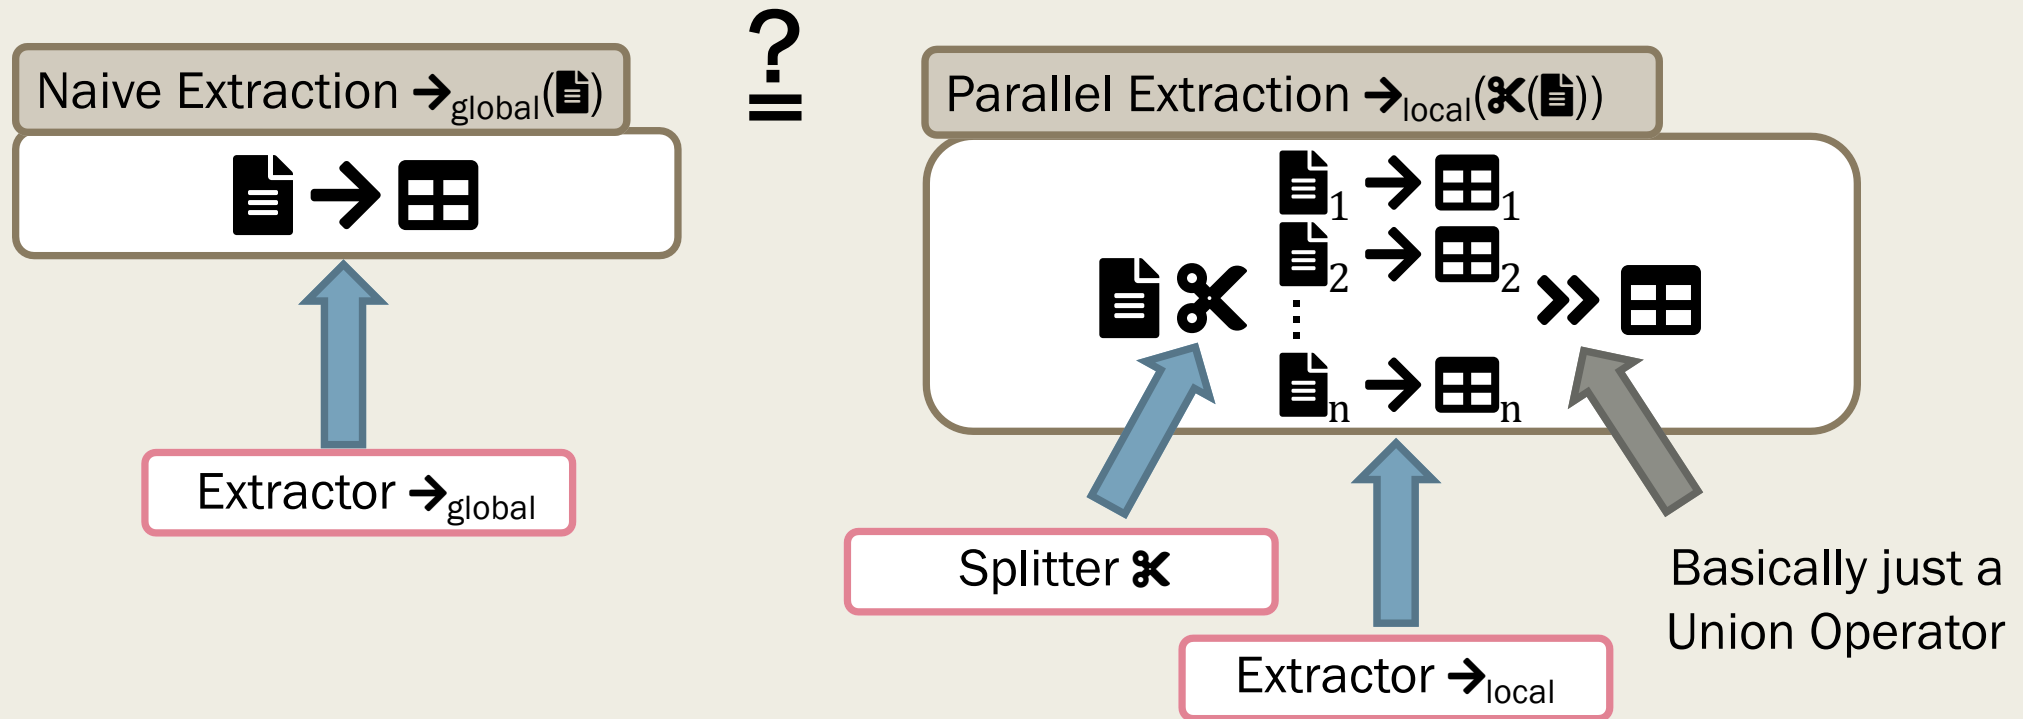 Naive Extraction →global(🗎)
?
=
Parallel Extraction →local(✂(🗎))
1 → 1
2 → 2
⋮
n → n
Extractor →global
Splitter ✂
Extractor →local
Basically just a
Union Operator